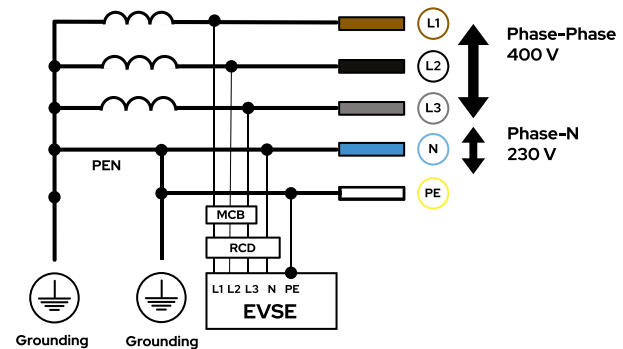 L1
Phase-Phase
400 V
L2
L3
Phase-N
230 V
N
PEN
PE
MCB
RCD
L1 L2 L3 N PE
EVSE
Grounding
Grounding